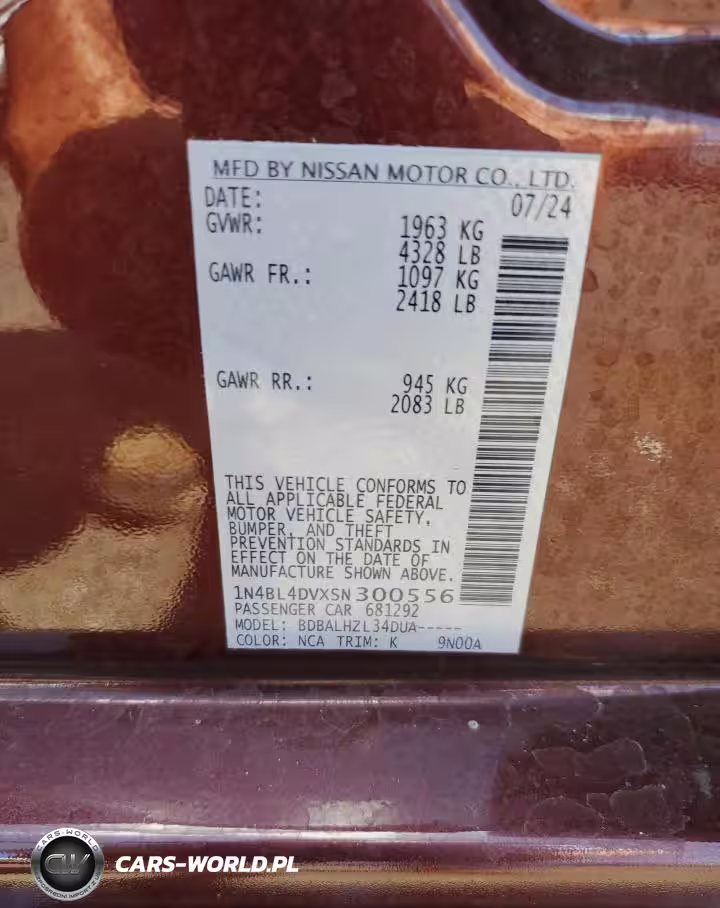 MFD BY NISSAN MOTOR CO., LTD.
DATE: 07/24
GVWR: 1963 KG
4328 LB
GAWR FR.: 1097 KG
2418 LB
GAWR RR.: 945 KG
2083 LB
THIS VEHICLE CONFORMS TO
ALL APPLICABLE FEDERAL
MOTOR VEHICLE SAFETY,
BUMPER, AND THEFT
PREVENTION STANDARDS IN
EFFECT ON THE DATE OF
MANUFACTURE SHOWN ABOVE.
1N4BL4DVXSN300556
PASSENGER CAR 681292
MODEL: BDBALHZL34DUA-----
COLOR: NCA TRIM: K 9N00A
CARS-WORLD
CW
CARS-WORLD.PL